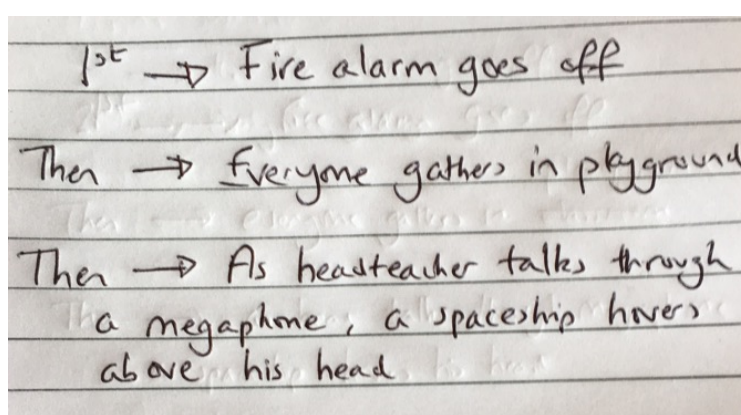 1st → Fire alarm goes off
Then → Everyone gathers in playground
Then → As headteacher talks through
a megaphone, a spaceship hovers
above his head